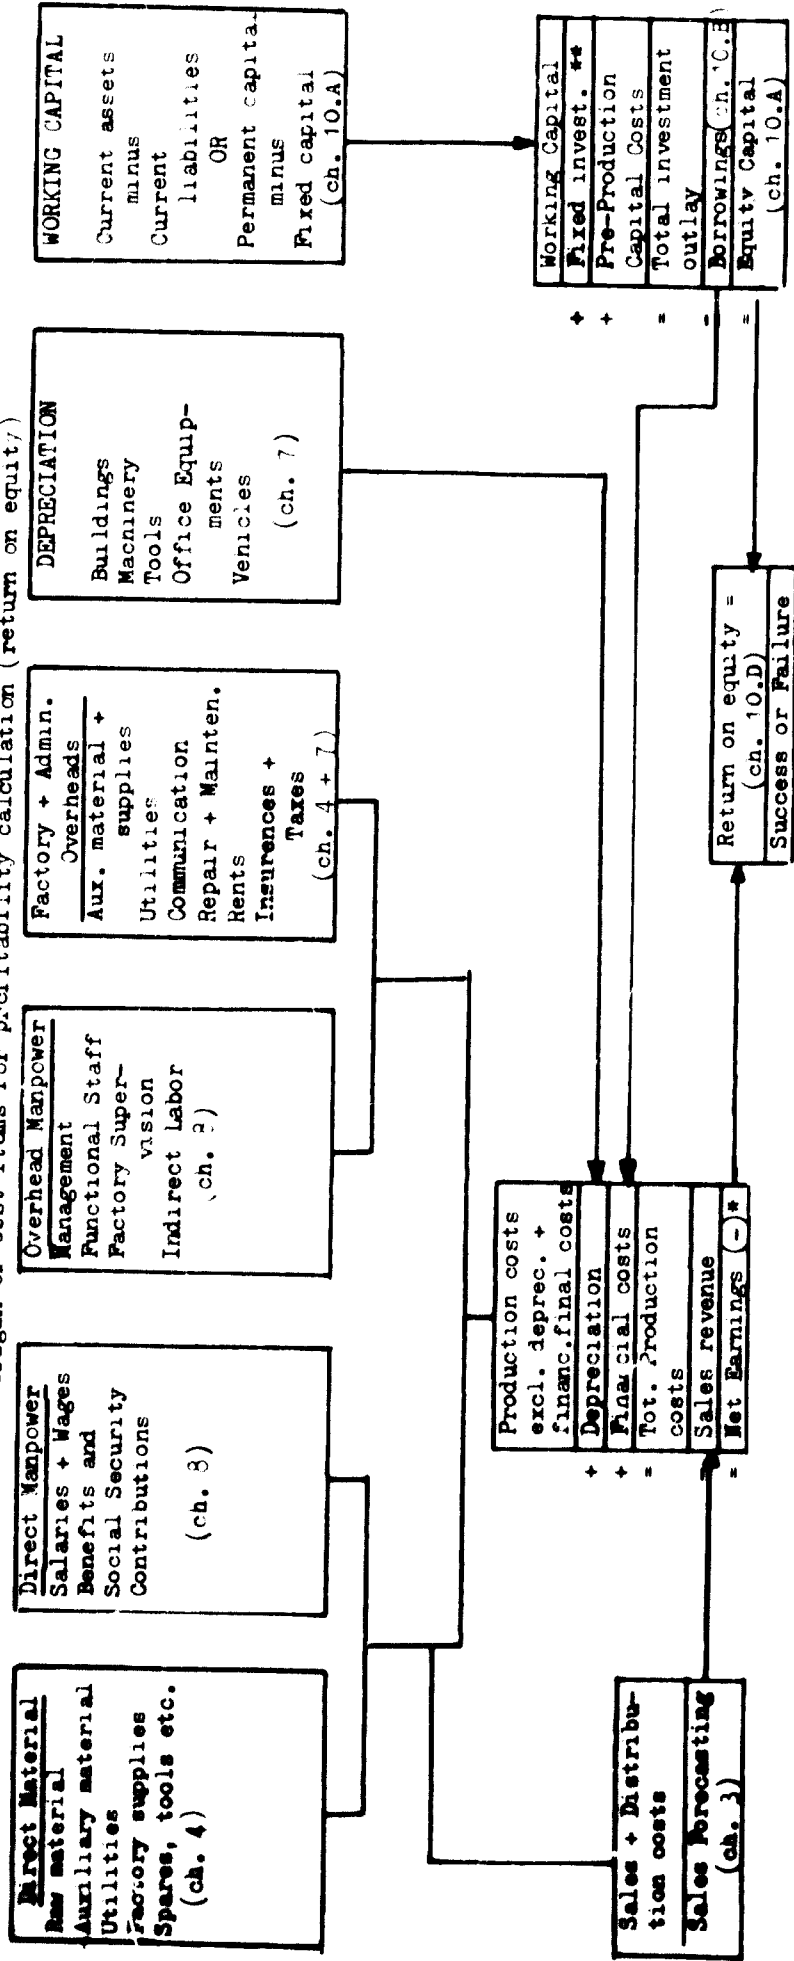 cost items for profitability calculation (return on equity)
Direct Material
Raw material
Auxiliary material
Utilities
Factory supplies
Spares, tools etc.
(ch. 4)
Direct Manpower
Salaries + Wages
Benefits and
Social Security
Contributions
(ch. 8)
Overhead Manpower
Management
Functional Staff
Factory Super-
vision
Indirect Labor
Factory + Admin.
Overheads
Aux. material +
supplies
Utilities
Communication
Repair + Mainten.
Rents
Insurences +
Taxes
(ch. 4 + 7)
DEPRECIATION
Buildings
Machinery
Tools
Office Equip-
ments
Vehicles
(ch. 7)
WORKING CAPITAL
Current assets
minus
Current
liabilities
OR
Permanent capital
minus
Fixed capital
(ch. 10.A)
Sales + Distribu-
tion costs
Sales Forecasting
(ch. 3)
Production costs
excl. deprec. +
financ.final costs
+ Depreciation
+ Financial costs
= Tot. Production
costs
- Sales revenue
= Net Earnings (-)*
Return on equity =
(ch. 10.D)
Success or Failure
Working Capital
+ Fixed invest. **
+ Pre-Production
Capital Costs
= Total investment
outlay
- Borrowings (ch. 10.B)
= Equity Capital
(ch. 10.A)